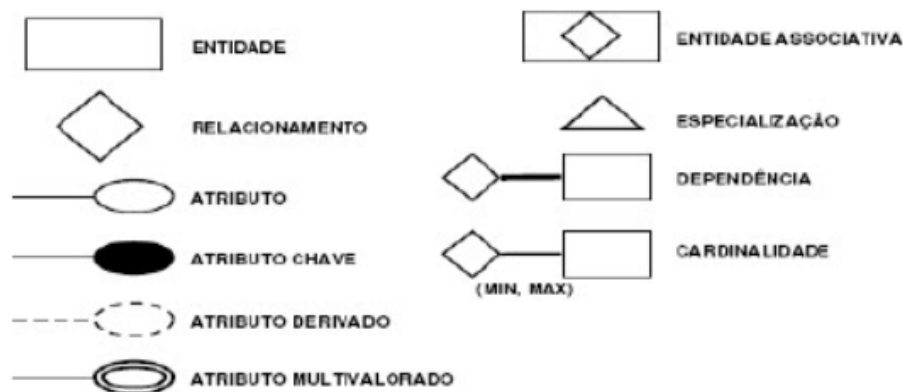 ENTIDADE
RELACIONAMENTO
ATRIBUTO
ATRIBUTO CHAVE
ATRIBUTO DERIVADO
ATRIBUTO MULTIVALORADO
ENTIDADE ASSOCIATIVA
ESPECIALIZAÇÃO
DEPENDÊNCIA
CARDINALIDADE
(MIN, MAX)